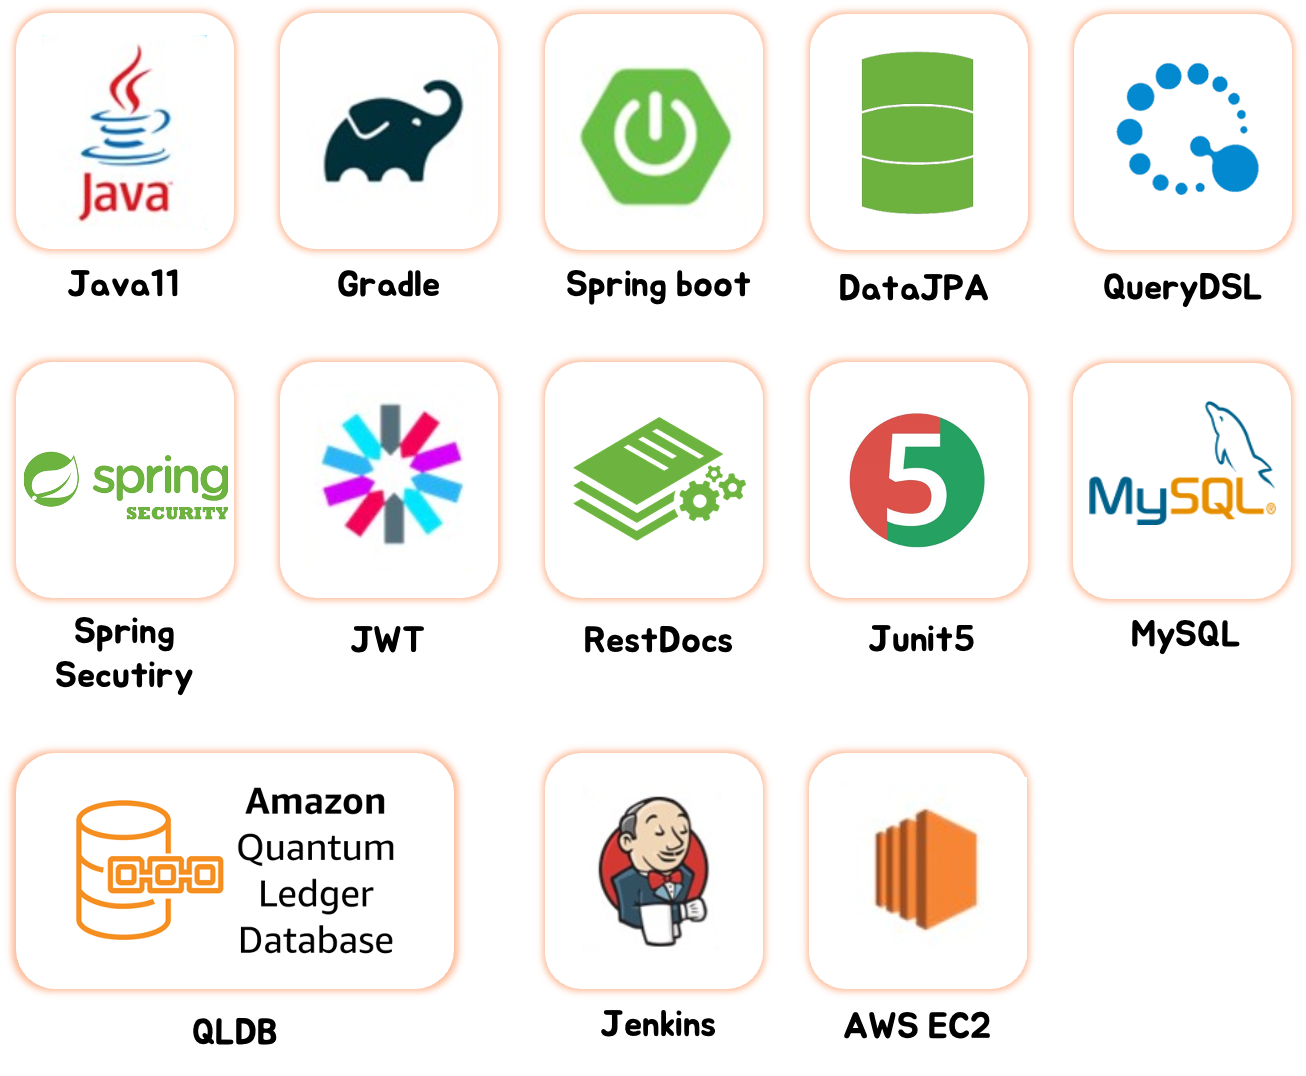 Java
Java11
Gradle
Spring boot
DataJPA
QueryDSL
spring
SECURITY
Spring
Secutiry
JWT
RestDocs
5
Junit5
MySQL®
MySQL
Amazon
Quantum
Ledger
Database
QLDB
Jenkins
AWS EC2